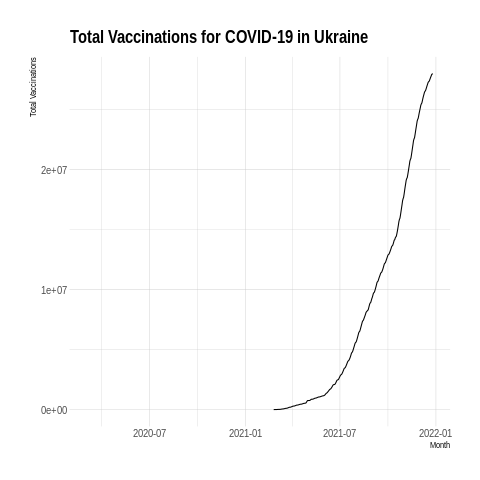 Total Vaccinations for COVID-19 in Ukraine
Total Vaccinations
2e+07
1e+07
0e+00
2020-07 2021-01 2021-07 2022-01
Month